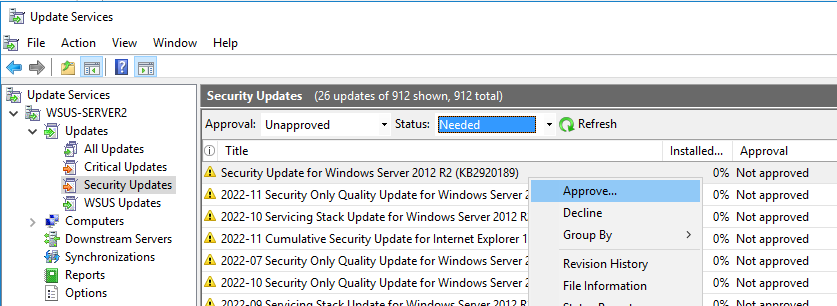 Update Services
File Action View Window Help
Update Services
WSUS-SERVER2
Updates
All Updates
Critical Updates
Security Updates
WSUS Updates
Computers
Downstream Servers
Synchronizations
Reports
Options
Security Updates (26 updates of 912 shown, 912 total)
Approval: Unapproved Status: Needed Refresh
Title Installed... Approval
Security Update for Windows Server 2012 R2 (KB2920189) 0% Not approved
2022-11 Security Only Quality Update for Windows Server 2 0% Not approved
2022-10 Servicing Stack Update for Windows Server 2012 R 0% Not approved
2022-11 Cumulative Security Update for Internet Explorer 1 0% Not approved
2022-07 Security Only Quality Update for Windows Server 2 0% Not approved
2022-10 Security Only Quality Update for Windows Server 2 0% Not approved
2022-09 Servicing Stack Update for Windows Server 2012 R 0% Not approved
Approve...
Decline
Group By
Revision History
File Information